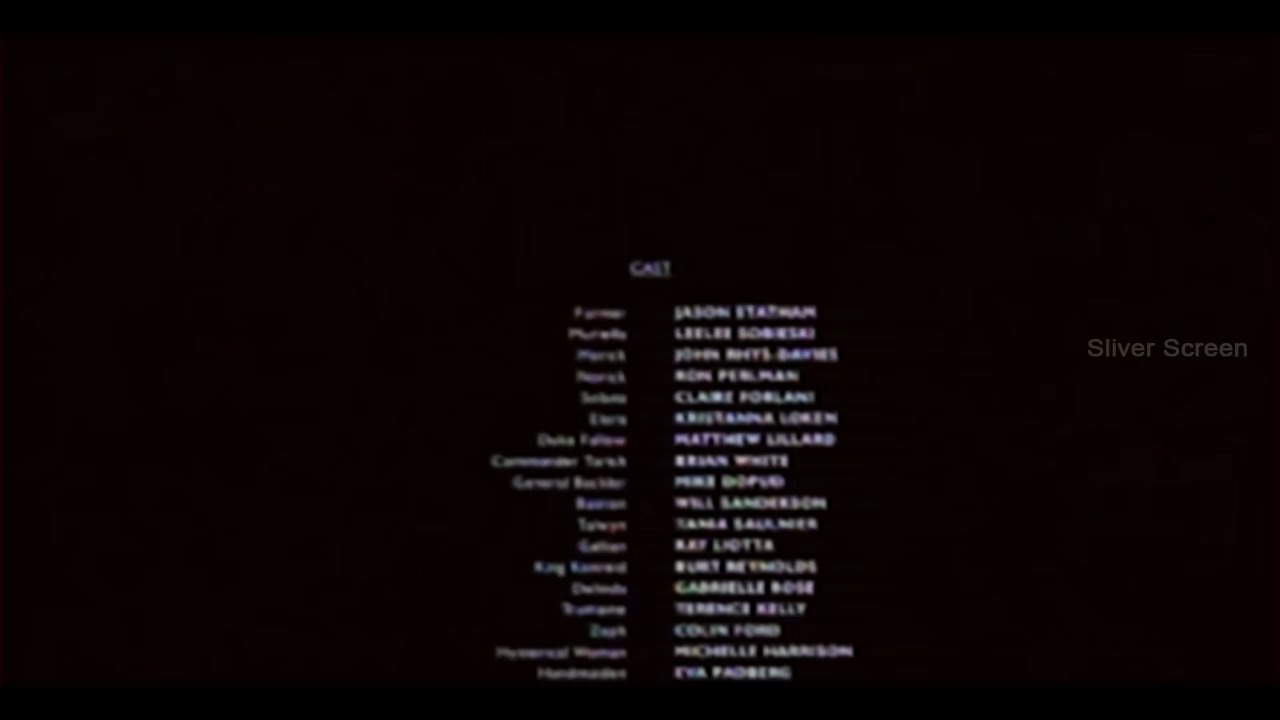 CAST
Farmer JASON STATHAM
Muriella LEELEE SOBIESKI
Merick JOHN RHYS-DAVIES
Norick RON PERLMAN
Solana CLAIRE FORLANI
Elora KRISTANNA LOKEN
Duke Fallow MATTHEW LILLARD
Commander Tarish BRIAN WHITE
General Backler MIKE DOPUD
Bastian WILL SANDERSON
Talwyn TANIA SAULNIER
Gallian RAY LIOTTA
King Konreid BURT REYNOLDS
Delinda GABRIELLE ROSE
Trumaine TERENCE KELLY
Zeph COLIN FORD
Hysterical Woman MICHELLE HARRISON
Handmaiden EVA PADBERG
Sliver Screen